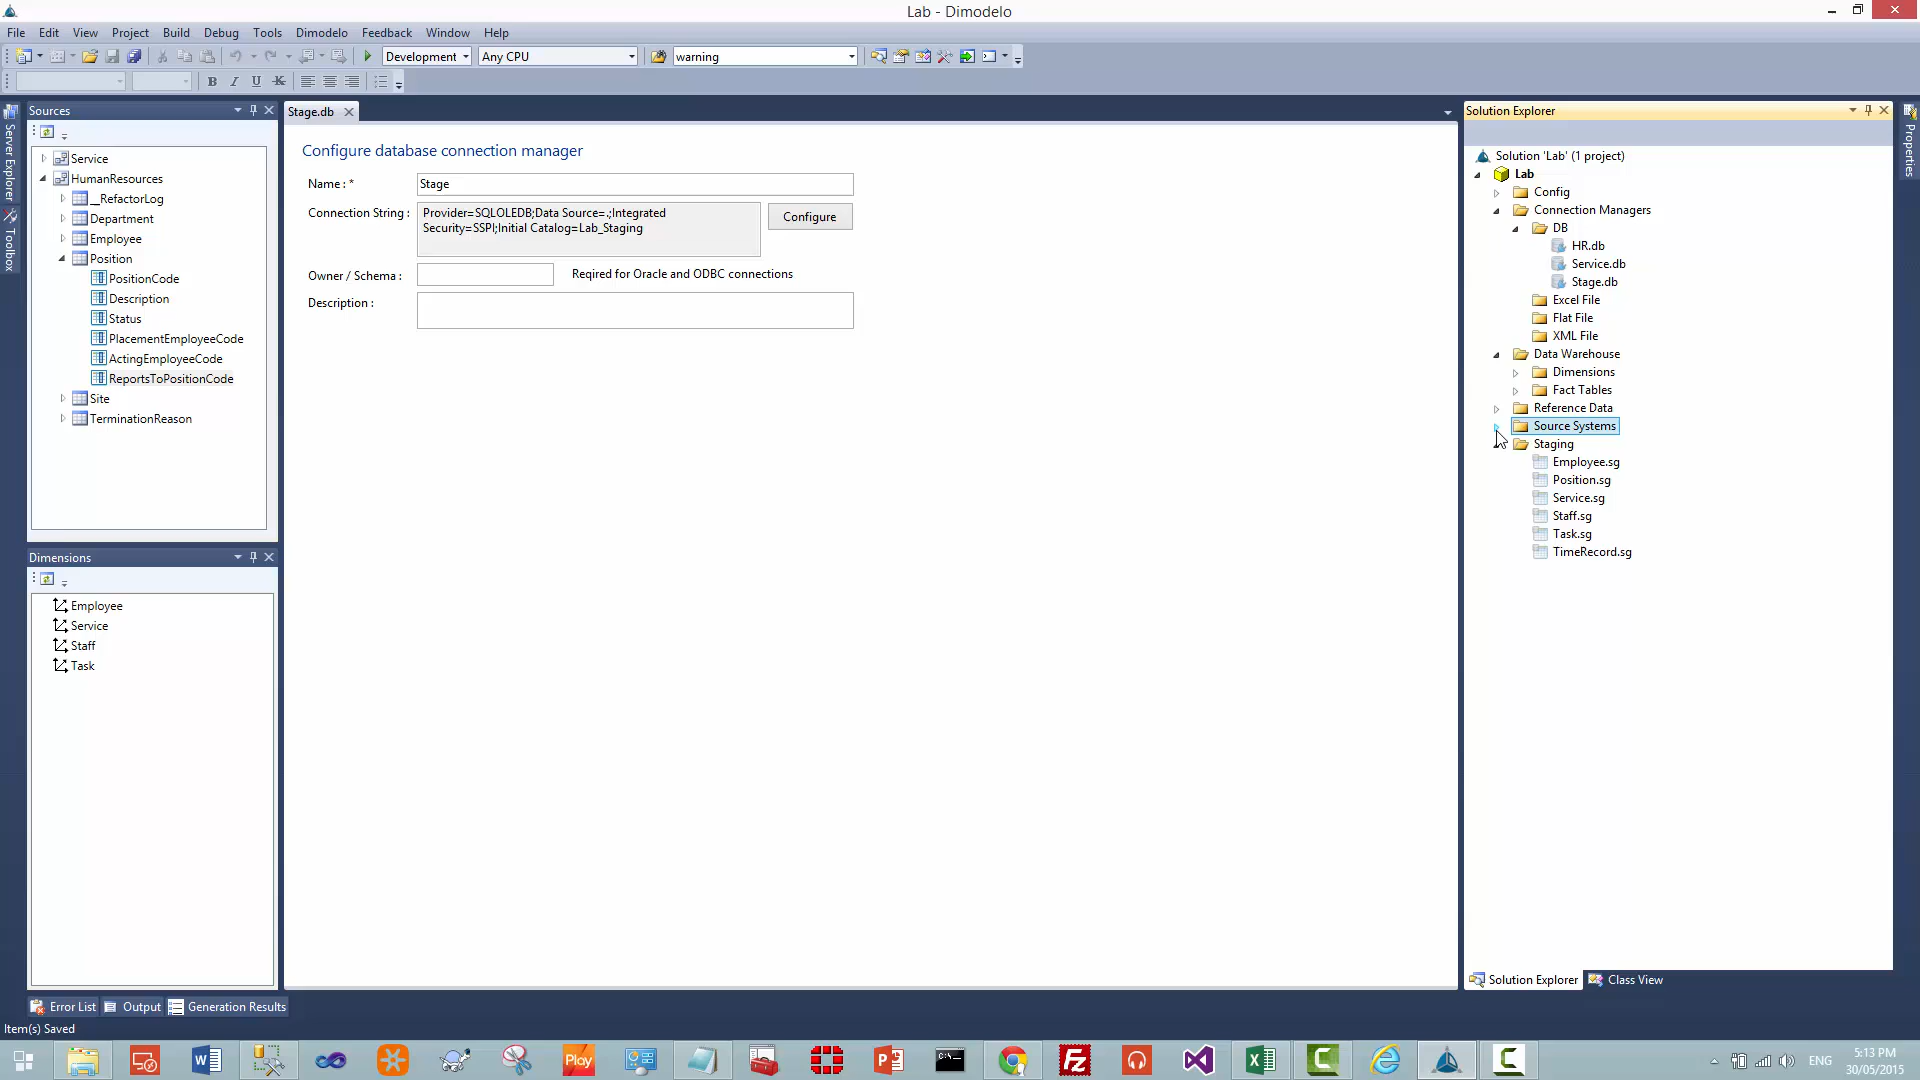 Lab - Dimodelo
File Edit View Project Build Debug Tools Dimodelo Feedback Window Help
Development Any CPU warning
B I U
Server Explorer
Toolbox
Sources
Service
HumanResources
__RefactorLog
Department
Employee
Position
PositionCode
Description
Status
PlacementEmployeeCode
ActingEmployeeCode
ReportsToPositionCode
Site
TerminationReason
Dimensions
Employee
Service
Staff
Task
Stage.db
Configure database connection manager
Name : * Stage
Connection String : Provider=SQLOLEDB;Data Source=.;Integrated
Security=SSPI;Initial Catalog=Lab_Staging
Configure
Owner / Schema : Reqired for Oracle and ODBC connections
Description :
Solution Explorer
Solution 'Lab' (1 project)
Lab
Config
Connection Managers
DB
HR.db
Service.db
Stage.db
Excel File
Flat File
XML File
Data Warehouse
Dimensions
Fact Tables
Reference Data
Source Systems
Staging
Employee.sg
Position.sg
Service.sg
Staff.sg
Task.sg
TimeRecord.sg
Solution Explorer Class View
Properties
Error List Output Generation Results
Item(s) Saved
Play
ENG
5:13 PM
30/05/2015